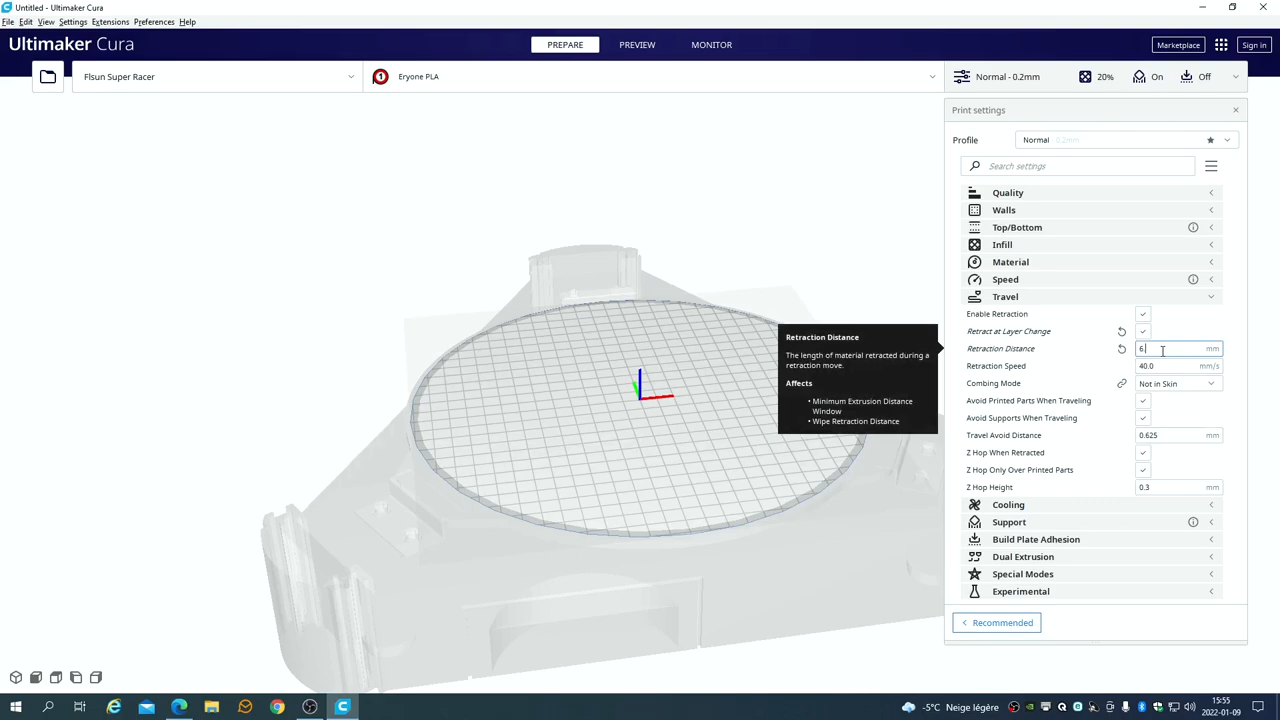 Untitled - Ultimaker Cura
File Edit View Settings Extensions Preferences Help
Ultimaker Cura
PREPARE PREVIEW MONITOR
Marketplace Sign in
Flsun Super Racer
1 Eryone PLA
Normal - 0.2mm 20% On Off
Print settings
Profile Normal 0.2mm
Search settings
Quality
Walls
Top/Bottom
Infill
Material
Speed
Travel
Enable Retraction
Retract at Layer Change
Retraction Distance 6 mm
Retraction Speed 40.0 mm/s
Combing Mode Not in Skin
Avoid Printed Parts When Traveling
Avoid Supports When Traveling
Travel Avoid Distance 0.625 mm
Z Hop When Retracted
Z Hop Only Over Printed Parts
Z Hop Height 0.3 mm
Cooling
Support
Build Plate Adhesion
Dual Extrusion
Special Modes
Experimental
Recommended
Retraction Distance
The length of material retracted during a
retraction move.
Affects
• Minimum Extrusion Distance
Window
• Wipe Retraction Distance
-5°C Neige légère
15:55
2022-01-09